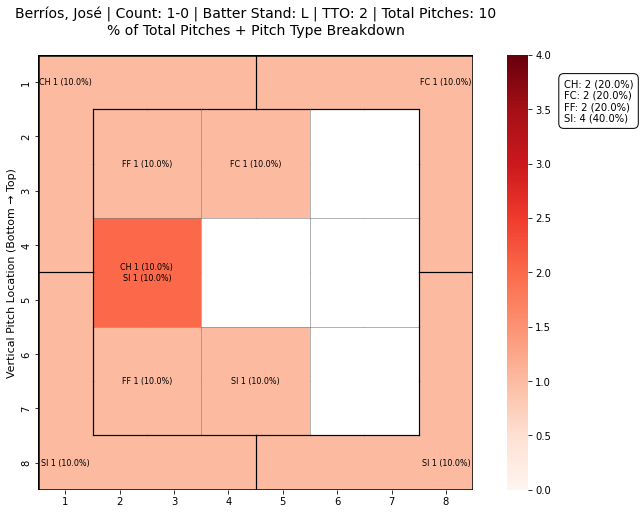 Berríos, José | Count: 1-0 | Batter Stand: L | TTO: 2 | Total Pitches: 10
% of Total Pitches + Pitch Type Breakdown
CH 1 (10.0%)
FC 1 (10.0%)
FF 1 (10.0%)
FC 1 (10.0%)
CH 1 (10.0%)
SI 1 (10.0%)
FF 1 (10.0%)
SI 1 (10.0%)
SI 1 (10.0%)
SI 1 (10.0%)
Vertical Pitch Location (Bottom → Top)
1
2
3
4
5
6
7
8
1
2
3
4
5
6
7
8
4.0
3.5
3.0
2.5
2.0
1.5
1.0
0.5
0.0
CH: 2 (20.0%)
FC: 2 (20.0%)
FF: 2 (20.0%)
SI: 4 (40.0%)